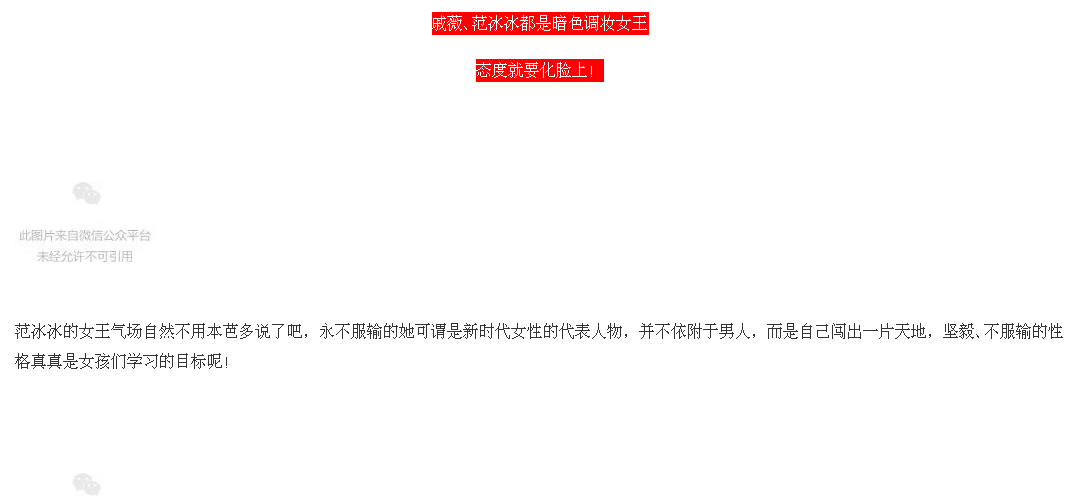 戚薇、范冰冰都是暗色调妆女王
态度就要化脸上!
此图片来自微信公众平台
未经允许不可引用
范冰冰的女王气场自然不用本芭多说了吧，永不服输的她可谓是新时代女性的代表人物，并不依附于男人，而是自己闯出一片天地，坚毅、不服输的性
格真真是女孩们学习的目标呢!